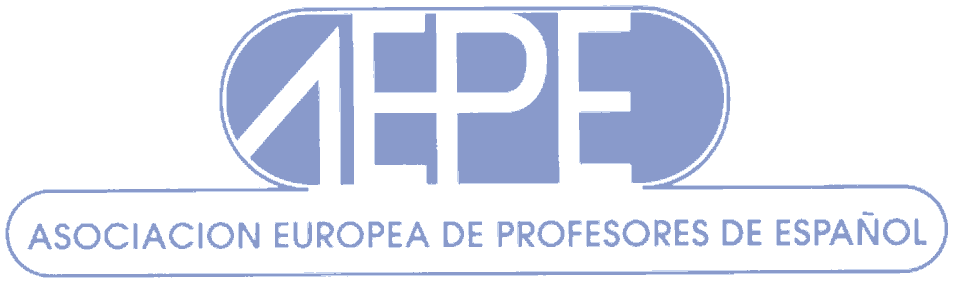 AEPE
ASOCIACION EUROPEA DE PROFESORES DE ESPAÑOL